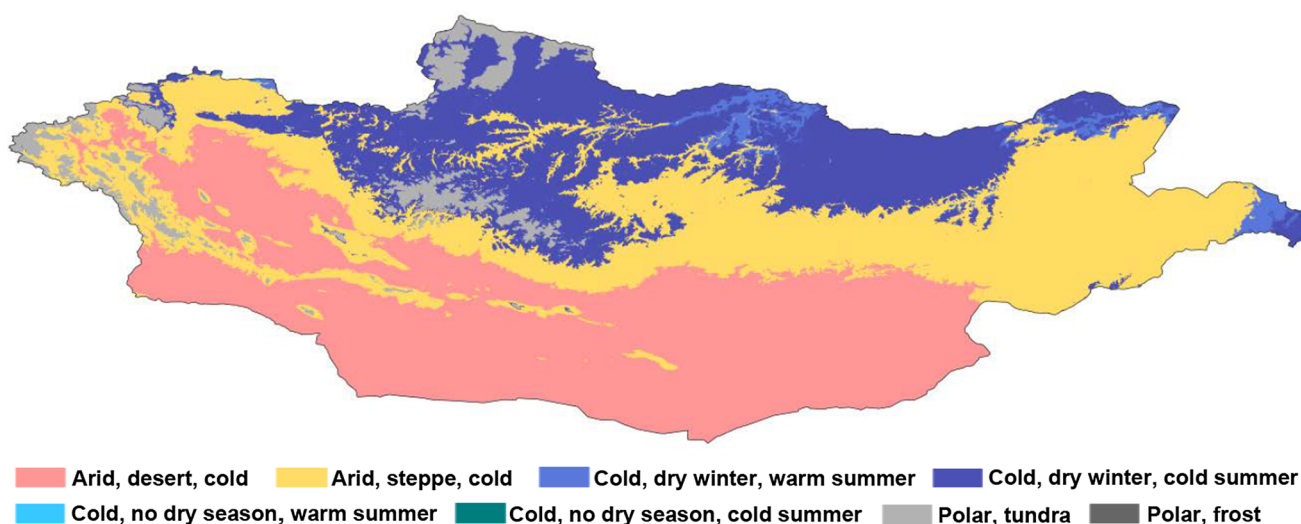 Arid, desert, cold Arid, steppe, cold Cold, dry winter, warm summer Cold, dry winter, cold summer
Cold, no dry season, warm summer Cold, no dry season, cold summer Polar, tundra Polar, frost